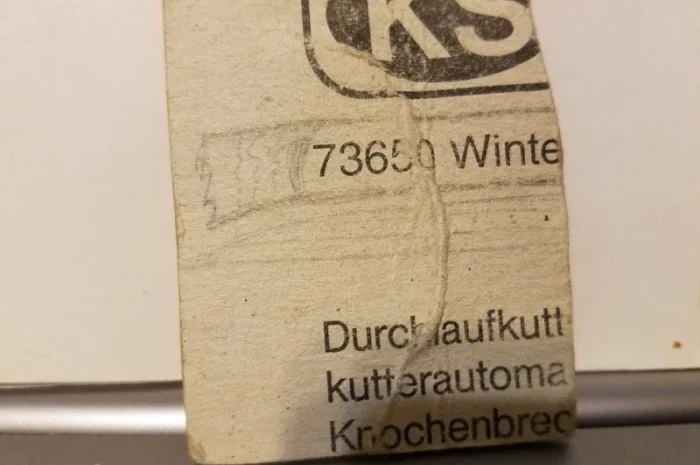 KS
73650 Winte
Durchlaufkutt
kutterautoma
Knochenbrec